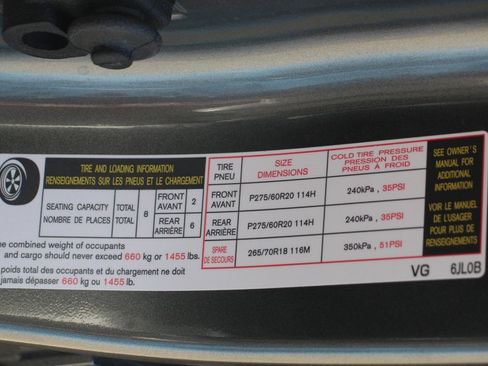 TIRE AND LOADING INFORMATION
RENSEIGNEMENTS SUR LES PNEUS ET LE CHARGEMENT
SEATING CAPACITY TOTAL 8 FRONT AVANT 2
NOMBRE DE PLACES TOTAL REAR ARRIÈRE 6
combined weight of occupants
and cargo should never exceed 660 kg or 1455 lbs.
poids total des occupants et du chargement ne doit
jamais dépasser 660 kg ou 1455 lb.
TIRE PNEU SIZE DIMENSIONS COLD TIRE PRESSURE PRESSION DES PNEUS À FROID
FRONT AVANT P275/60R20 114H 240kPa , 35PSI
REAR ARRIÈRE P275/60R20 114H 240kPa , 35PSI
SPARE DE SECOURS 265/70R18 116M 350kPa , 51PSI
SEE OWNER'S
MANUAL FOR
ADDITIONAL
INFORMATION
VOIR LE MANUEL
DE L'USAGER
POUR PLUS DE
RENSEIGNEMENTS
VG 6JL0B